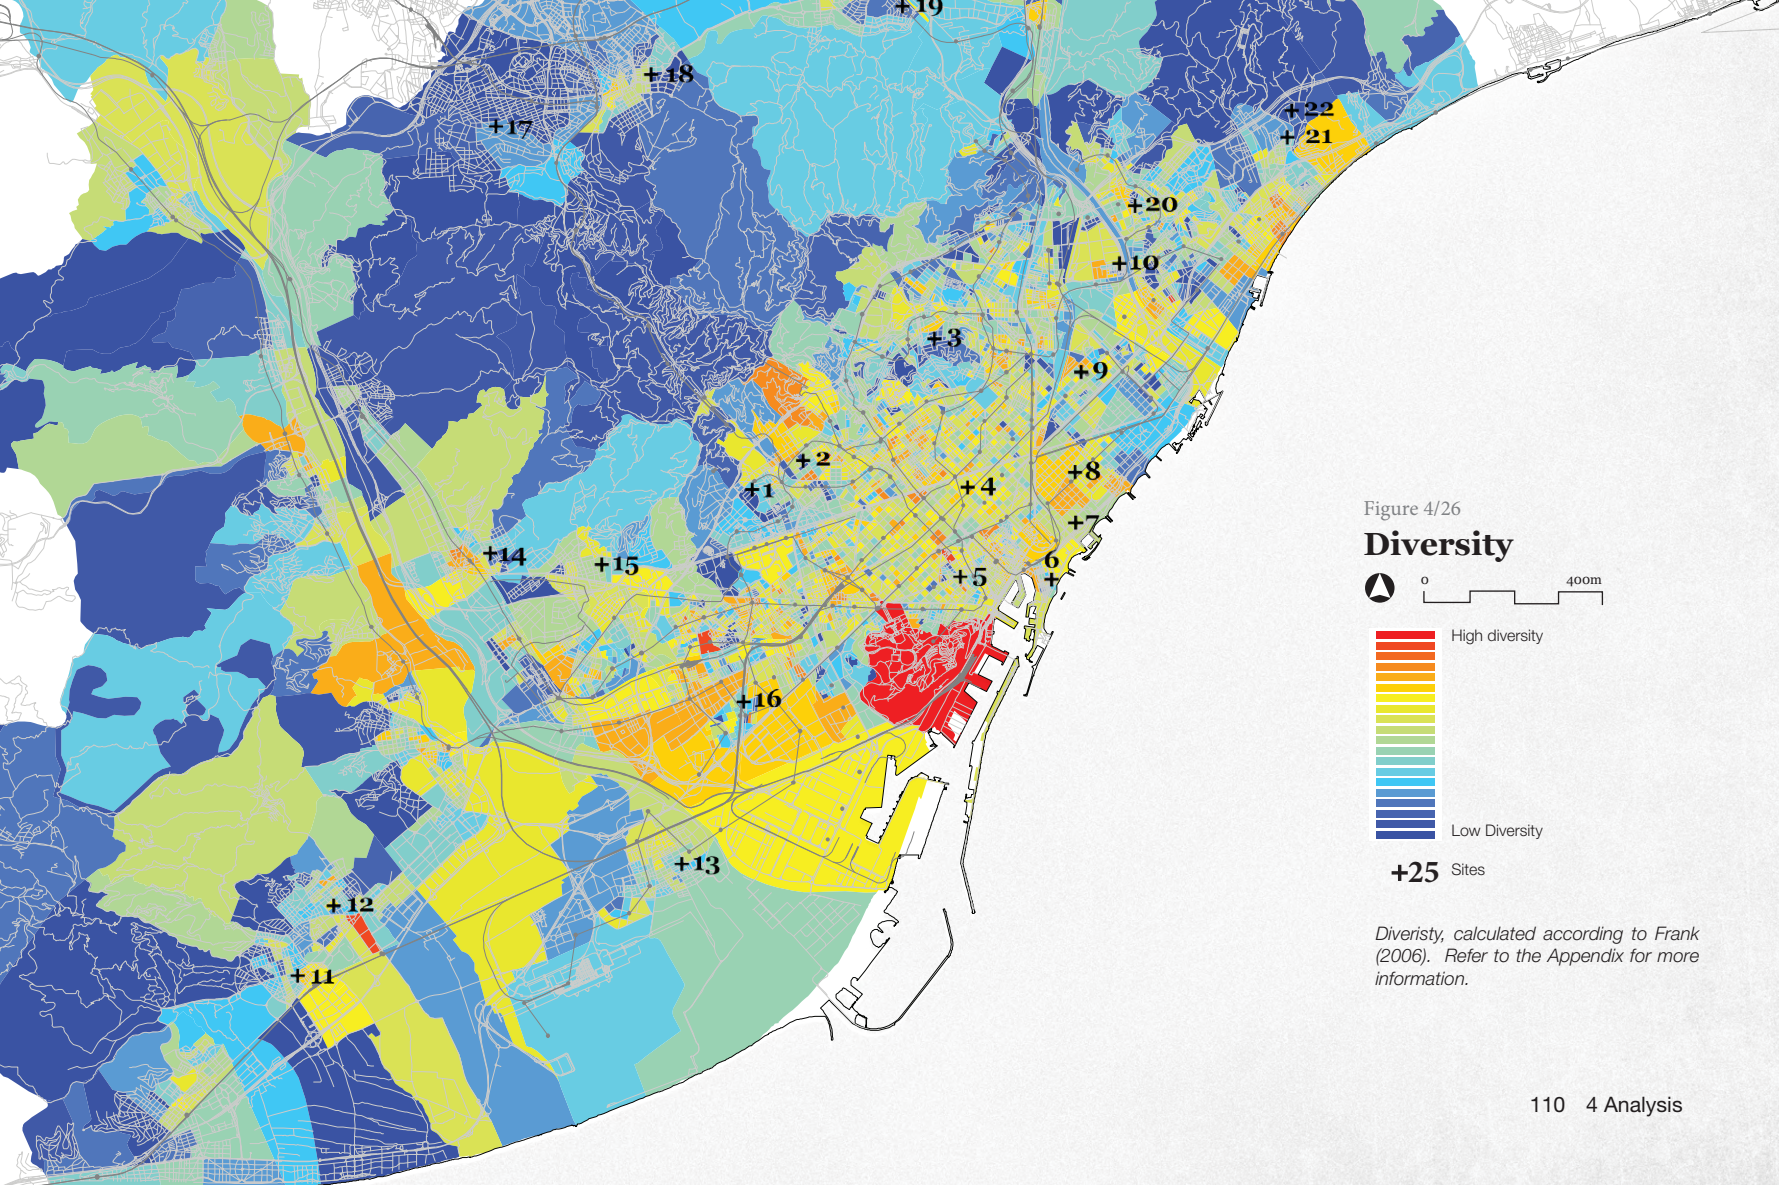 +19
+18
+17
+22
+21
+20
+10
+3
+9
+2
+8
+1
+4
+7
+14
+15
6
+
+5
+16
+13
+12
+11
Figure 4/26
Diversity
0 400m
High diversity
Low Diversity
+25 Sites
Diveristy, calculated according to Frank
(2006). Refer to the Appendix for more
information.
110 4 Analysis